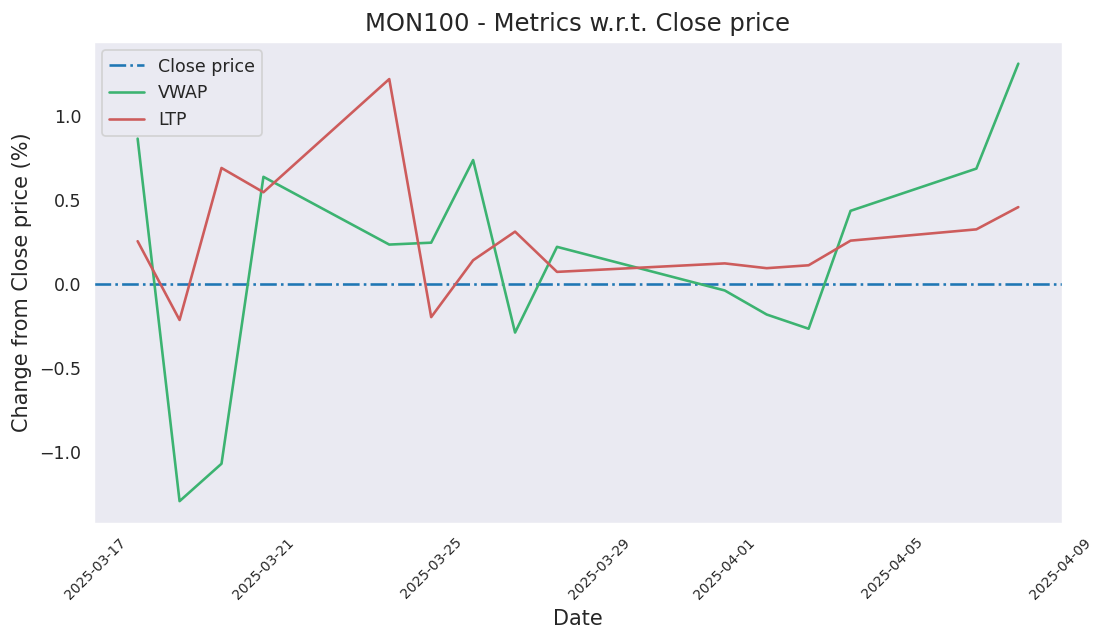 MON100 - Metrics w.r.t. Close price
Close price
VWAP
LTP
Change from Close price (%)
1.0
0.5
0.0
−0.5
−1.0
2025-03-17
2025-03-21
2025-03-25
2025-03-29
2025-04-01
2025-04-05
2025-04-09
Date